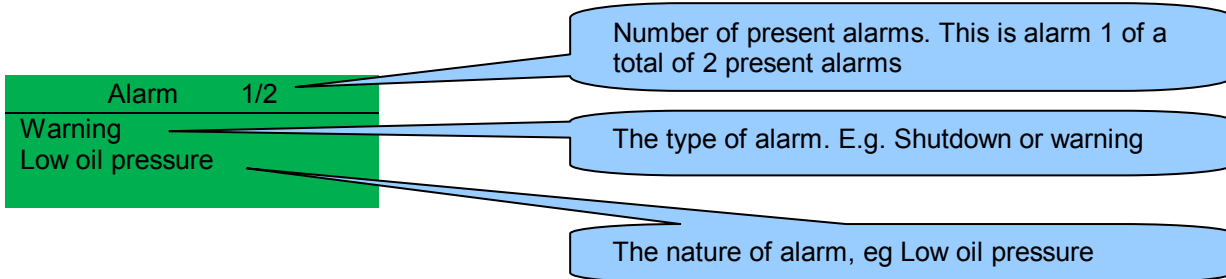 Number of present alarms. This is alarm 1 of a
total of 2 present alarms
Alarm 1/2
Warning
Low oil pressure
The type of alarm. E.g. Shutdown or warning
The nature of alarm, eg Low oil pressure